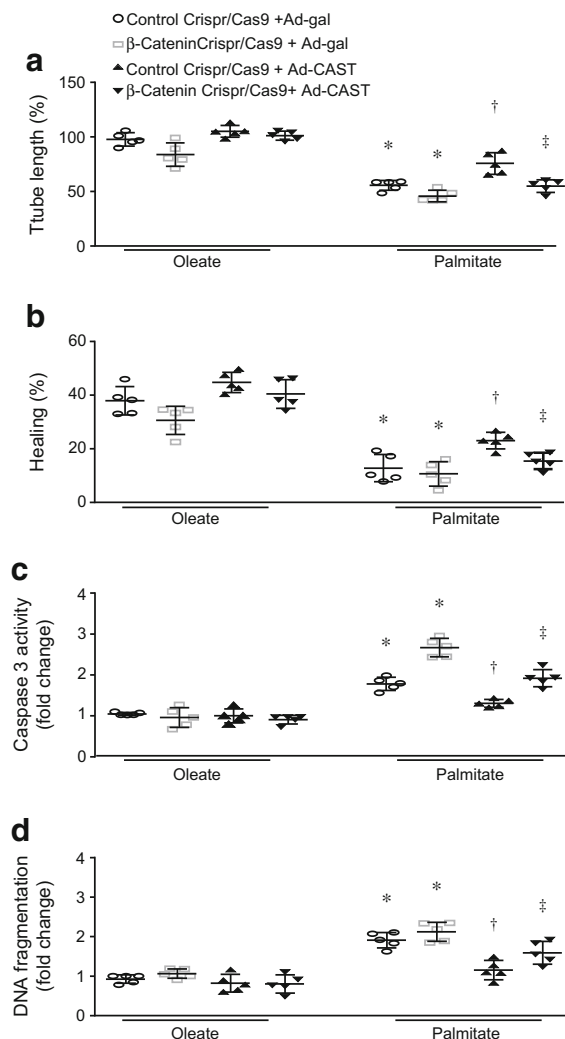 Control Crispr/Cas9 +Ad-gal
β-CateninCrispr/Cas9 + Ad-gal
Control Crispr/Cas9 + Ad-CAST
β-Catenin Crispr/Cas9+ Ad-CAST
a
Ttube length (%)
150
100
50
0
* * † ‡
Oleate Palmitate
b
Healing (%)
60
40
20
0
* * † ‡
Oleate Palmitate
c
Caspase 3 activity
(fold change)
4
3
2
1
0
* * † ‡
Oleate Palmitate
d
DNA fragmentation
(fold change)
4
3
2
1
0
* * † ‡
Oleate Palmitate